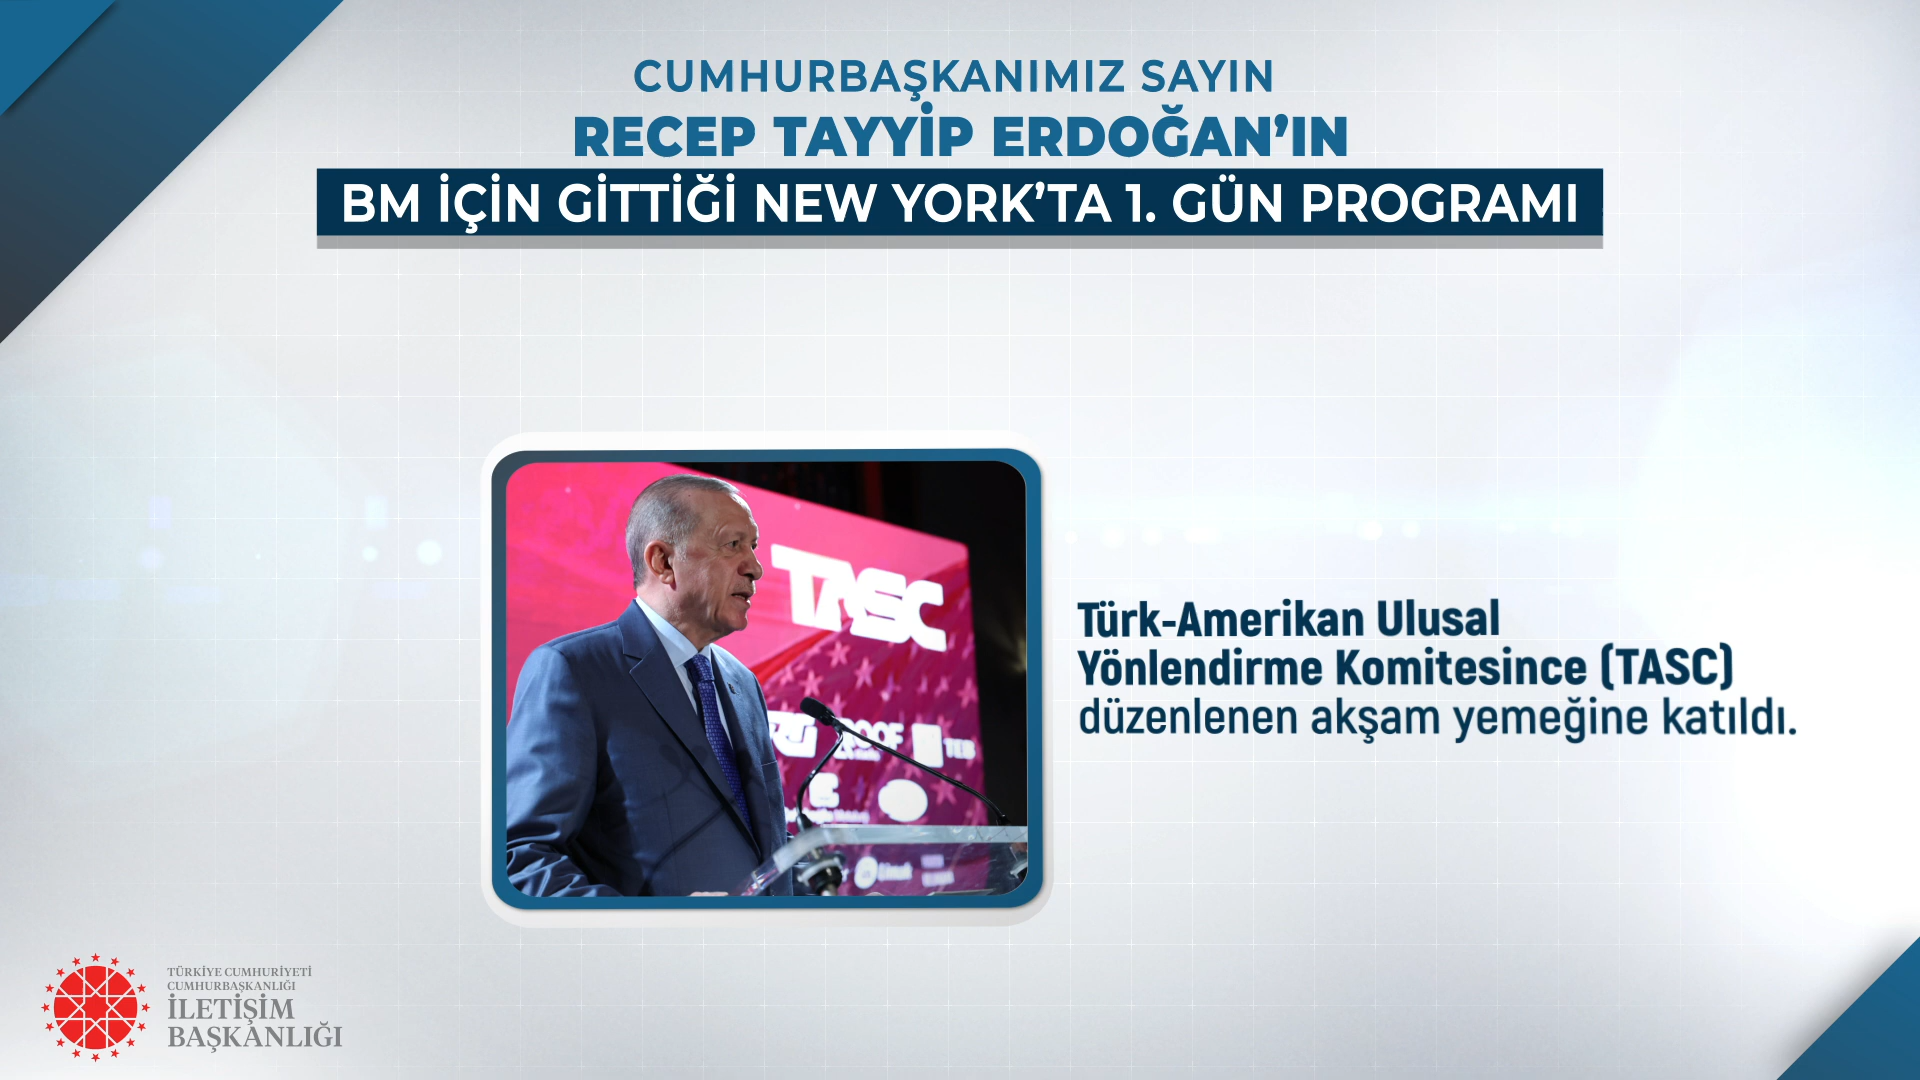 CUMHURBAŞKANIMIZ SAYIN
RECEP TAYYİP ERDOĞAN’IN
BM İÇİN GİTTİĞİ NEW YORK’TA 1. GÜN PROGRAMI
TASC
TEB
Türk-Amerikan Ulusal
Yönlendirme Komitesince (TASC)
düzenlenen akşam yemeğine katıldı.
TÜRKİYE CUMHURİYETİ
CUMHURBAŞKANLIĞI
İLETİŞİM
BAŞKANLIĞI